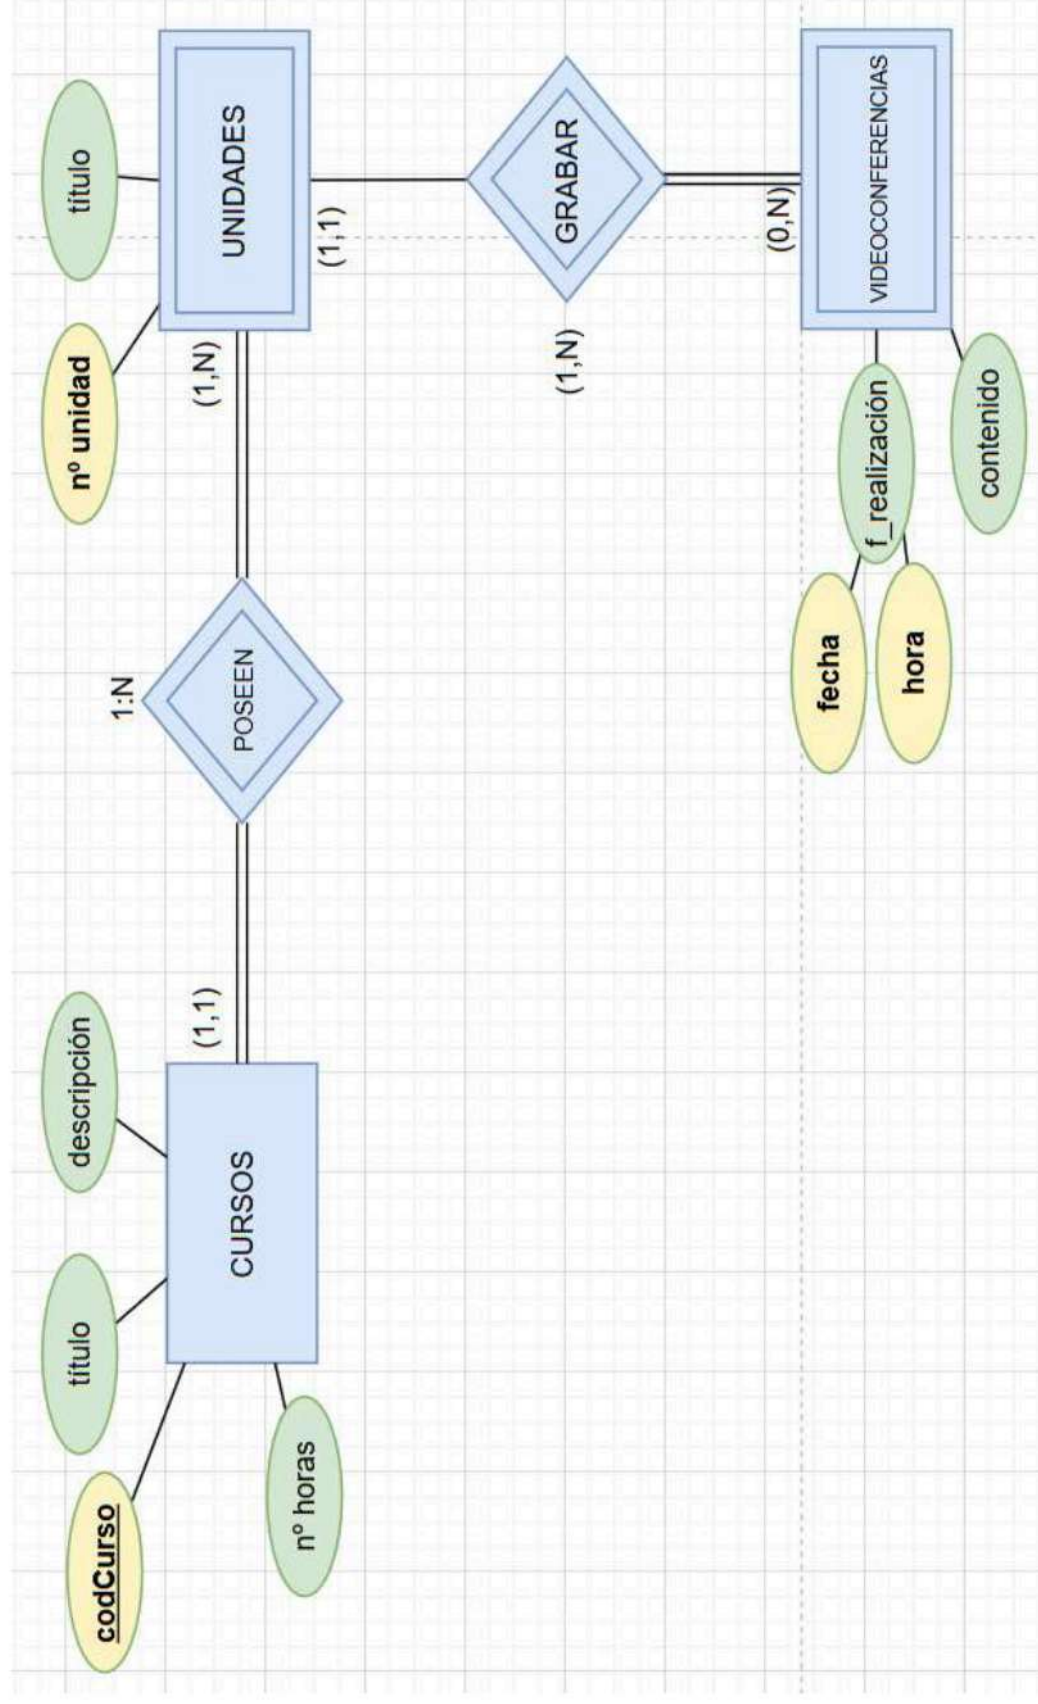 codCurso
título
descripción
nº horas
CURSOS
(1,1)
1:N
POSEEN
(1,N)
nº unidad
título
UNIDADES
(1,1)
GRABAR
(1,N)
(0,N)
VIDEOCONFERENCIAS
f_realización
fecha
hora
contenido